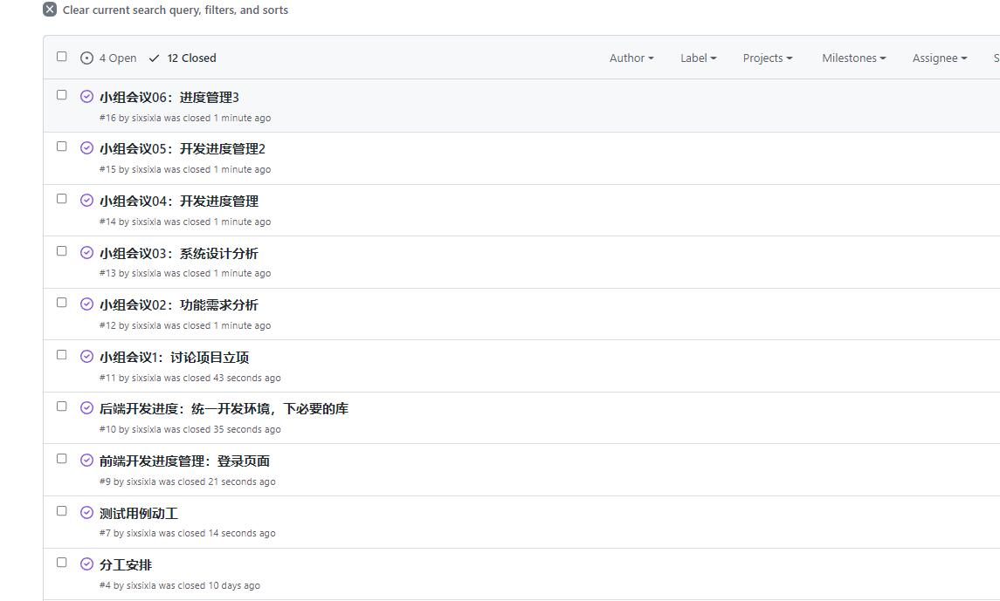 Clear current search query, filters, and sorts
4 Open 12 Closed Author Label Projects Milestones Assignee S
小组会议06：进度管理3
#16 by sixsixla was closed 1 minute ago
小组会议05：开发进度管理2
#15 by sixsixla was closed 1 minute ago
小组会议04：开发进度管理
#14 by sixsixla was closed 1 minute ago
小组会议03：系统设计分析
#13 by sixsixla was closed 1 minute ago
小组会议02：功能需求分析
#12 by sixsixla was closed 1 minute ago
小组会议1：讨论项目立项
#11 by sixsixla was closed 43 seconds ago
后端开发进度：统一开发环境，下必要的库
#10 by sixsixla was closed 35 seconds ago
前端开发进度管理：登录页面
#9 by sixsixla was closed 21 seconds ago
测试用例动工
#7 by sixsixla was closed 14 seconds ago
分工安排
#4 by sixsixla was closed 10 days ago